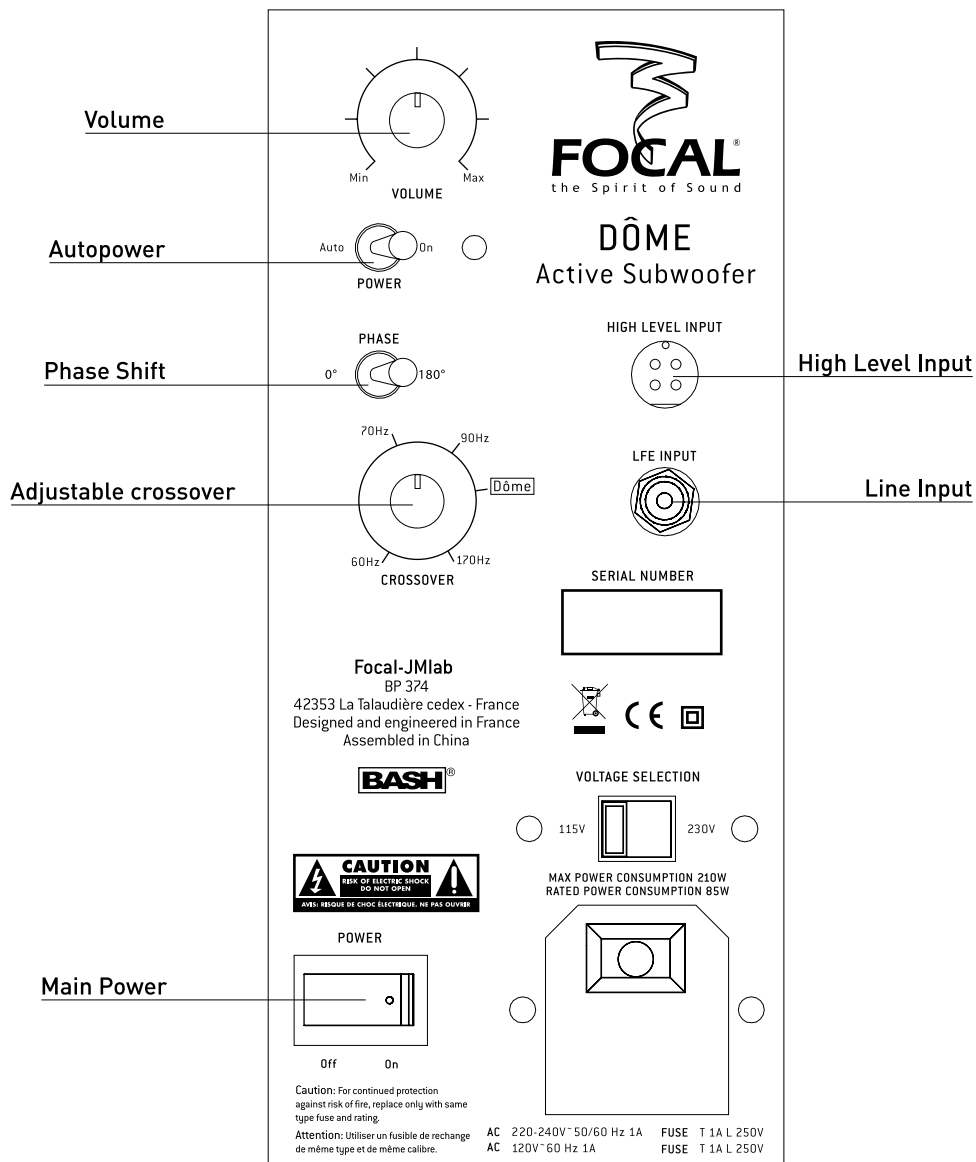 Volume
Autopower
Phase Shift
Adjustable crossover
Main Power
Min
Max
VOLUME
Auto
On
POWER
PHASE
0°
180°
70Hz
90Hz
Dôme
60Hz
170Hz
CROSSOVER
Focal-JMlab
BP 374
42353 La Talaudière cedex - France
Designed and engineered in France
Assembled in China
BASH®
CAUTION
RISK OF ELECTRIC SHOCK
DO NOT OPEN
AVIS: RISQUE DE CHOC ÉLECTRIQUE. NE PAS OUVRIR
POWER
Off
On
Caution: For continued protection
against risk of fire, replace only with same
type fuse and rating.
Attention: Utiliser un fusible de rechange
de même type et de même calibre.
FOCAL®
the Spirit of Sound
DÔME
Active Subwoofer
HIGH LEVEL INPUT
High Level Input
LFE INPUT
Line Input
SERIAL NUMBER
CE
VOLTAGE SELECTION
115V
230V
MAX POWER CONSUMPTION 210W
RATED POWER CONSUMPTION 85W
AC 220-240V~50/60 Hz 1A FUSE T 1A L 250V
AC 120V~60 Hz 1A FUSE T 1A L 250V